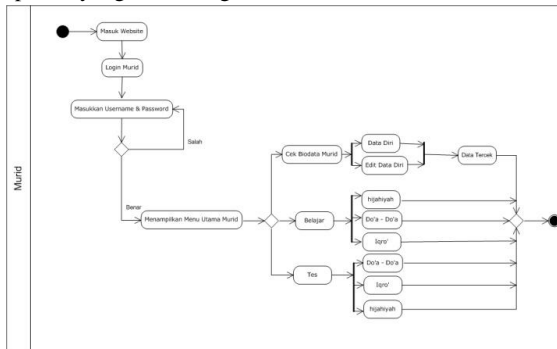 Masuk Website
Login Murid
Masukkan Username & Password
Salah
Benar
Menampilkan Menu Utama Murid
Murid
Cek Biodata Murid
Data Diri
Edit Data Diri
Data Tercek
Belajar
hijahiyah
Do'a - Do'a
Iqro'
Tes
Do'a - Do'a
Iqro'
hijahiyah